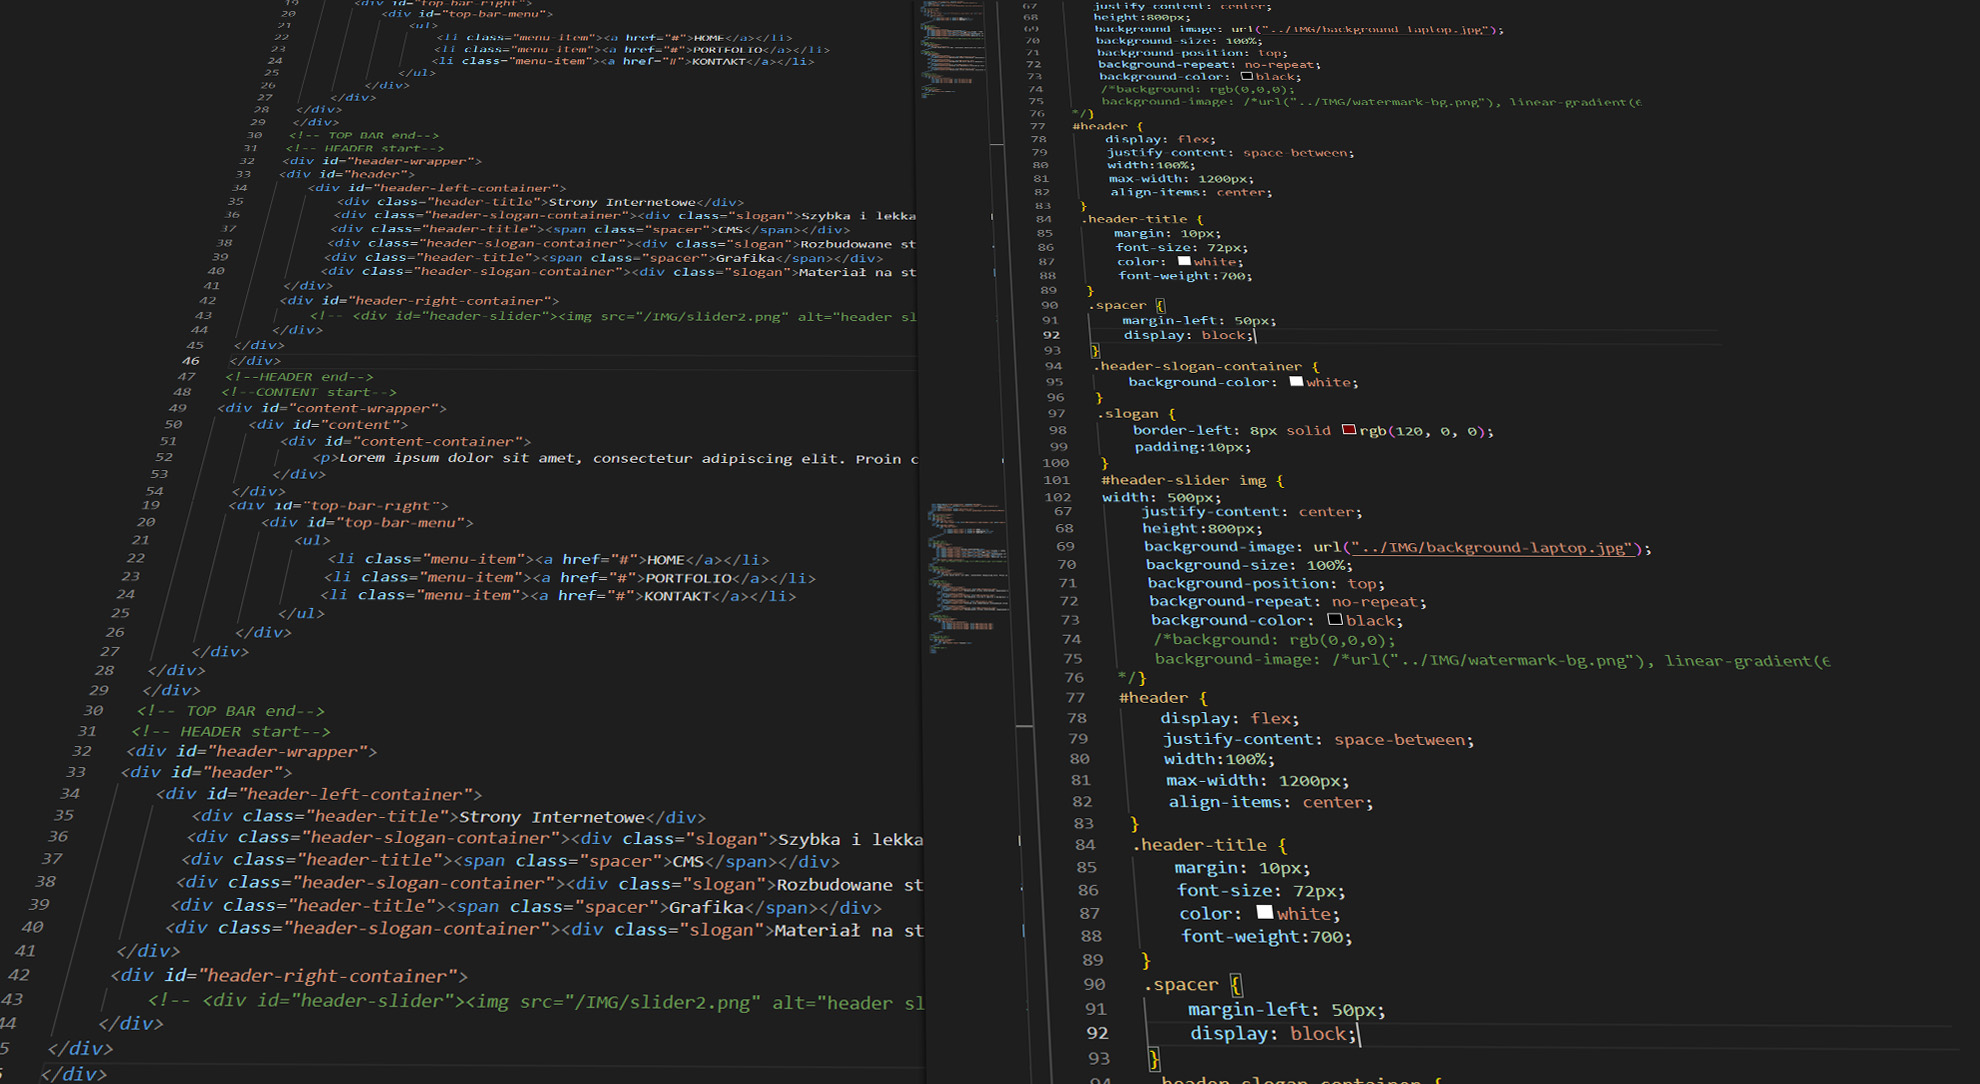 19 <div id="top-bar-right">
20 <div id="top-bar-menu">
21 <ul>
22 <li class="menu-item"><a href="#">HOME</a></li>
23 <li class="menu-item"><a href="#">PORTFOLIO</a></li>
24 <li class="menu-item"><a href="#">KONTAKT</a></li>
25 </ul>
26 </div>
27 </div>
28 </div>
29 </div>
30 <!-- TOP BAR end-->
31 <!-- HEADER start-->
32 <div id="header-wrapper">
33 <div id="header">
34 <div id="header-left-container">
35 <div class="header-title">Strony Internetowe</div>
36 <div class="header-slogan-container"><div class="slogan">Szybka i lekka
37 <div class="header-title"><span class="spacer">CMS</span></div>
38 <div class="header-slogan-container"><div class="slogan">Rozbudowane st
39 <div class="header-title"><span class="spacer">Grafika</span></div>
40 <div class="header-slogan-container"><div class="slogan">Materiał na st
41 </div>
42 <div id="header-right-container">
43 <!-- <div id="header-slider"><img src="/IMG/slider2.png" alt="header sl
44 </div>
45 </div>
46 </div>
47 <!--HEADER end-->
48 <!--CONTENT start-->
49 <div id="content-wrapper">
50 <div id="content">
51 <div id="content-container">
52 <p>Lorem ipsum dolor sit amet, consectetur adipiscing elit. Proin c
53 </div>
54 </div>
19 <div id="top-bar-right">
20 <div id="top-bar-menu">
21 <ul>
22 <li class="menu-item"><a href="#">HOME</a></li>
23 <li class="menu-item"><a href="#">PORTFOLIO</a></li>
24 <li class="menu-item"><a href="#">KONTAKT</a></li>
25 </ul>
26 </div>
27 </div>
28 </div>
29 </div>
30 <!-- TOP BAR end-->
31 <!-- HEADER start-->
32 <div id="header-wrapper">
33 <div id="header">
34 <div id="header-left-container">
35 <div class="header-title">Strony Internetowe</div>
36 <div class="header-slogan-container"><div class="slogan">Szybka i lekka
37 <div class="header-title"><span class="spacer">CMS</span></div>
38 <div class="header-slogan-container"><div class="slogan">Rozbudowane st
39 <div class="header-title"><span class="spacer">Grafika</span></div>
40 <div class="header-slogan-container"><div class="slogan">Materiał na st
41 </div>
42 <div id="header-right-container">
43 <!-- <div id="header-slider"><img src="/IMG/slider2.png" alt="header sl
44 </div>
5 </div>
</div>
67 justify-content: center;
68 height:800px;
69 background-image: url("../IMG/background-laptop.jpg");
70 background-size: 100%;
71 background-position: top;
72 background-repeat: no-repeat;
73 background-color: black;
74 /*background: rgb(0,0,0);
75 background-image: /*url("../IMG/watermark-bg.png"), linear-gradient(
76 */}
77 #header {
78 display: flex;
79 justify-content: space-between;
80 width:100%;
81 max-width: 1200px;
82 align-items: center;
83 }
84 .header-title {
85 margin: 10px;
86 font-size: 72px;
87 color: white;
88 font-weight:700;
89 }
90 .spacer {
91 margin-left: 50px;
92 display: block;
93 }
94 .header-slogan-container {
95 background-color: white;
96 }
97 .slogan {
98 border-left: 8px solid rgb(120, 0, 0);
99 padding:10px;
100 }
101 #header-slider img {
102 width: 500px;
67 justify-content: center;
68 height:800px;
69 background-image: url("../IMG/background-laptop.jpg");
70 background-size: 100%;
71 background-position: top;
72 background-repeat: no-repeat;
73 background-color: black;
74 /*background: rgb(0,0,0);
75 background-image: /*url("../IMG/watermark-bg.png"), linear-gradient(
76 */}
77 #header {
78 display: flex;
79 justify-content: space-between;
80 width:100%;
81 max-width: 1200px;
82 align-items: center;
83 }
84 .header-title {
85 margin: 10px;
86 font-size: 72px;
87 color: white;
88 font-weight:700;
89 }
90 .spacer {
91 margin-left: 50px;
92 display: block;
93 }
94 .header-slogan-container {